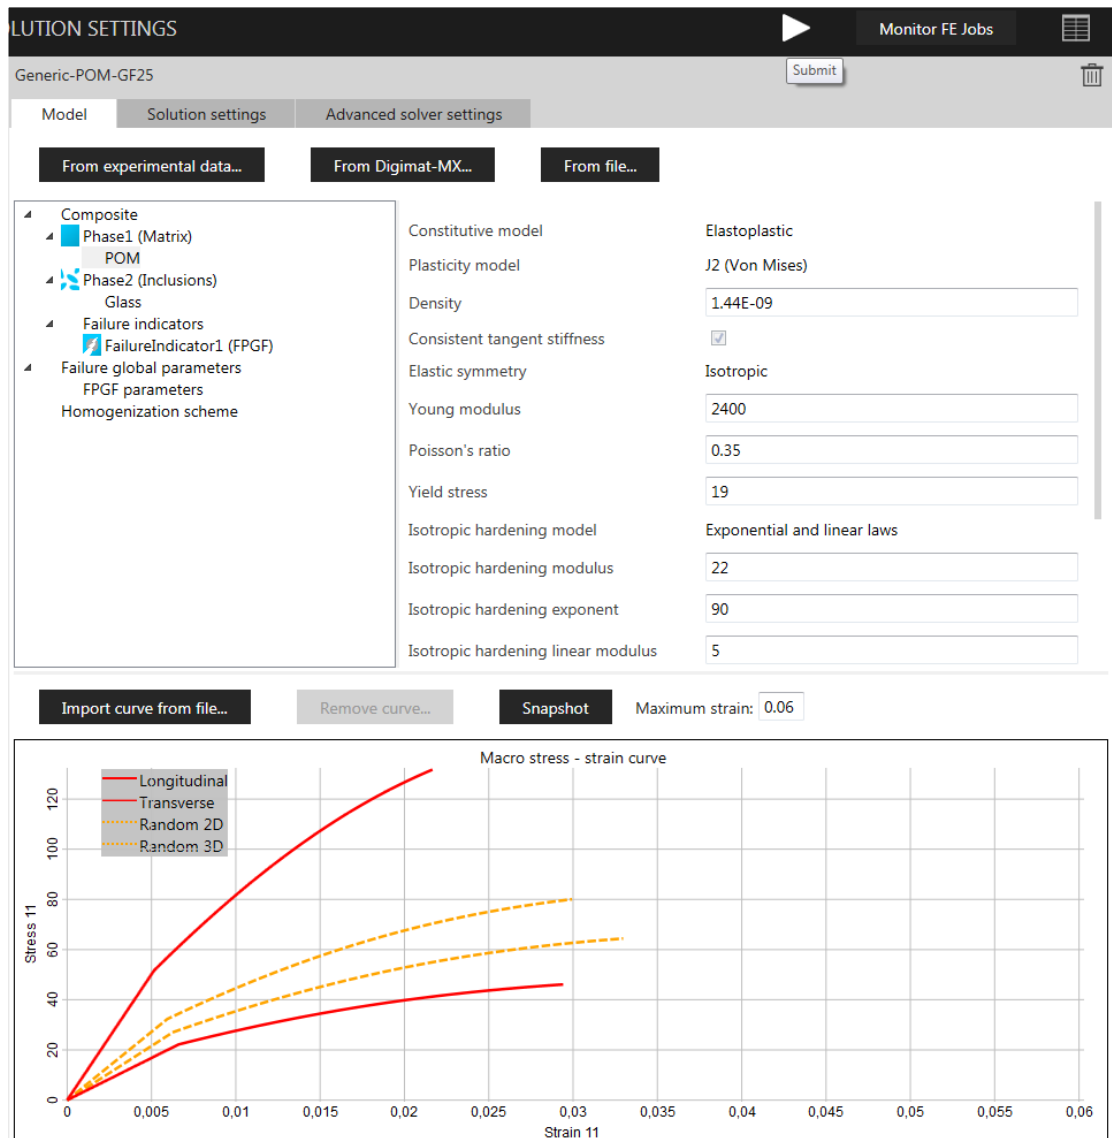 OLUTION SETTINGS
Monitor FE Jobs
Generic-POM-GF25
Submit
Model Solution settings Advanced solver settings
From experimental data... From Digimat-MX... From file...
Composite
Phase1 (Matrix)
POM
Phase2 (Inclusions)
Glass
Failure indicators
FailureIndicator1 (FPGF)
Failure global parameters
FPGF parameters
Homogenization scheme
Constitutive model Elastoplastic
Plasticity model J2 (Von Mises)
Density 1.44E-09
Consistent tangent stiffness
Elastic symmetry Isotropic
Young modulus 2400
Poisson's ratio 0.35
Yield stress 19
Isotropic hardening model Exponential and linear laws
Isotropic hardening modulus 22
Isotropic hardening exponent 90
Isotropic hardening linear modulus 5
Import curve from file... Remove curve... Snapshot Maximum strain: 0.06
Macro stress - strain curve
Longitudinal
Transverse
Random 2D
Random 3D
Stress 11
120
100
80
60
40
20
0
0 0,005 0,01 0,015 0,02 0,025 0,03 0,035 0,04 0,045 0,05 0,055 0,06
Strain 11